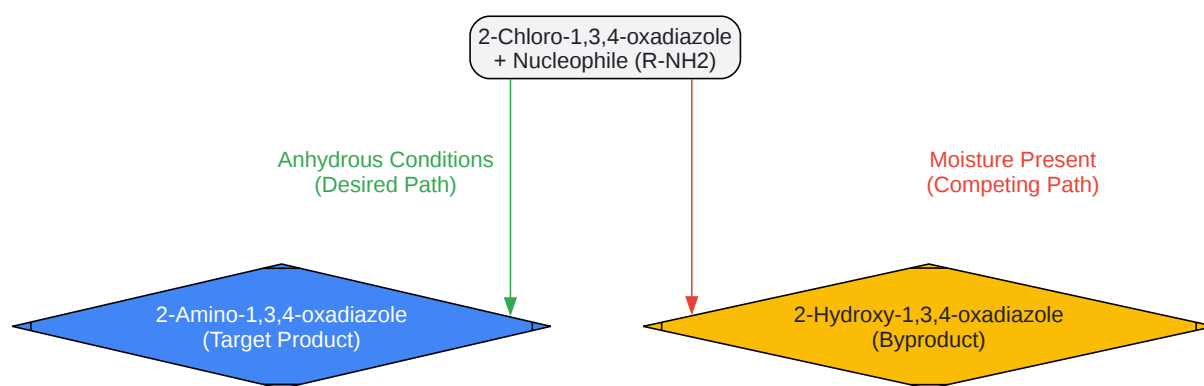 2-Chloro-1,3,4-oxadiazole
+ Nucleophile (R-NH2)
Anhydrous Conditions
(Desired Path)
Moisture Present
(Competing Path)
2-Amino-1,3,4-oxadiazole
(Target Product)
2-Hydroxy-1,3,4-oxadiazole
(Byproduct)